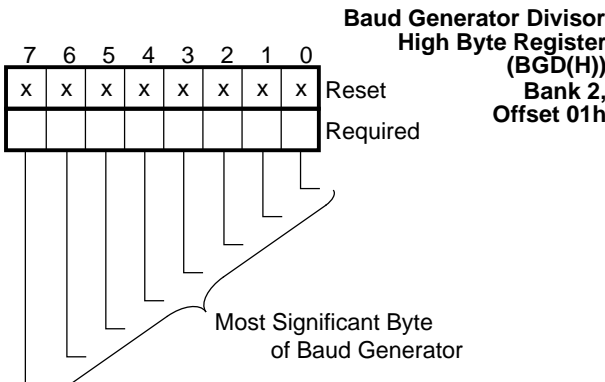 Baud Generator Divisor
High Byte Register
(BGD(H))
Bank 2,
Offset 01h
7 6 5 4 3 2 1 0
x x x x x x x x Reset
Required
Most Significant Byte
of Baud Generator